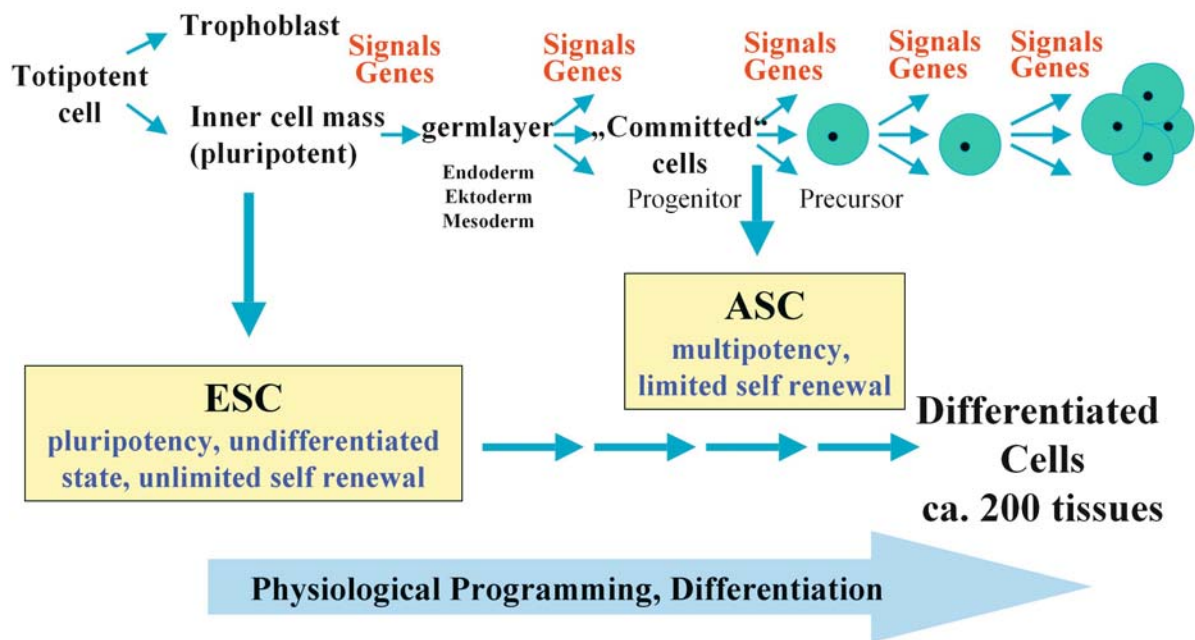 Trophoblast
Totipotent
cell
Inner cell mass
(pluripotent)
Signals
Genes
germlayer
Endoderm
Ektoderm
Mesoderm
Signals
Genes
„Committed“
cells
Progenitor
Signals
Genes
Precursor
Signals
Genes
Signals
Genes
ESC
pluripotency, undifferentiated
state, unlimited self renewal
ASC
multipotency,
limited self renewal
Differentiated
Cells
ca. 200 tissues
Physiological Programming, Differentiation